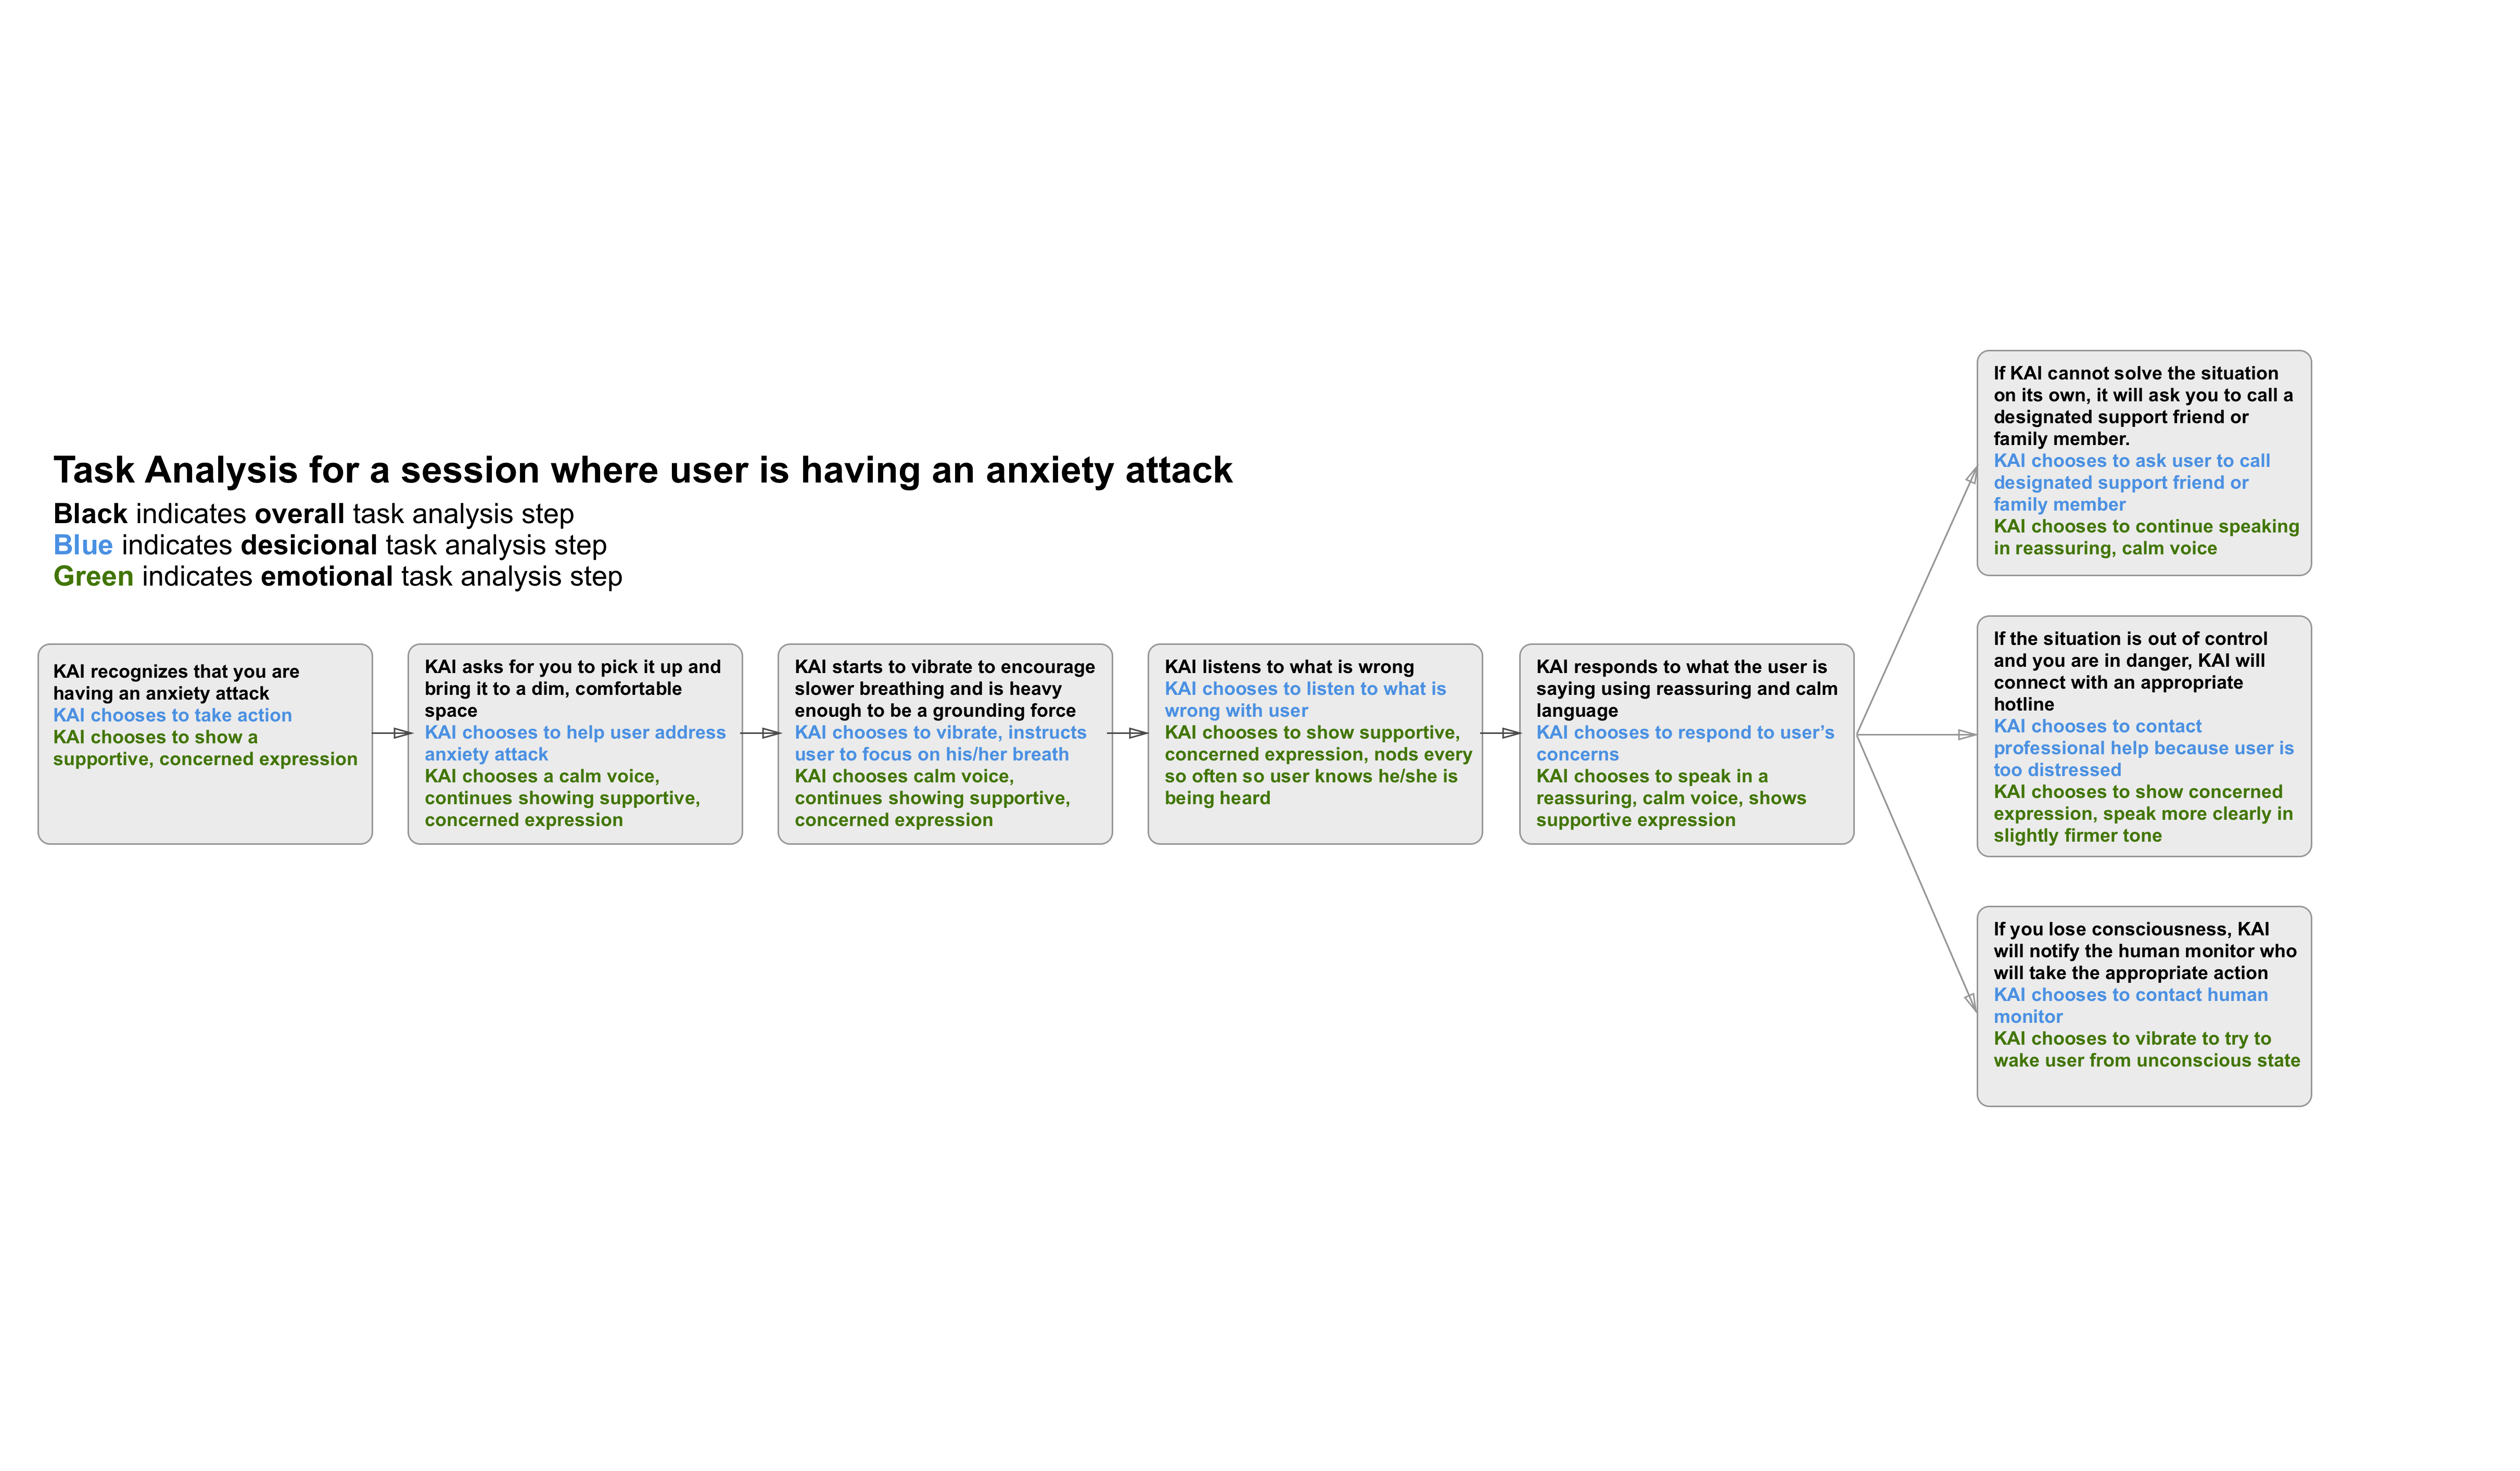 Task Analysis for a session where user is having an anxiety attack
Black indicates overall task analysis step
Blue indicates desicional task analysis step
Green indicates emotional task analysis step
KAI recognizes that you are
having an anxiety attack
KAI chooses to take action
KAI chooses to show a
supportive, concerned expression
KAI asks for you to pick it up and
bring it to a dim, comfortable
space
KAI chooses to help user address
anxiety attack
KAI chooses a calm voice,
continues showing supportive,
concerned expression
KAI starts to vibrate to encourage
slower breathing and is heavy
enough to be a grounding force
KAI chooses to vibrate, instructs
user to focus on his/her breath
KAI chooses calm voice,
continues showing supportive,
concerned expression
KAI listens to what is wrong
KAI chooses to listen to what is
wrong with user
KAI chooses to show supportive,
concerned expression, nods every
so often so user knows he/she is
being heard
KAI responds to what the user is
saying using reassuring and calm
language
KAI chooses to respond to user’s
concerns
KAI chooses to speak in a
reassuring, calm voice, shows
supportive expression
If KAI cannot solve the situation
on its own, it will ask you to call a
designated support friend or
family member.
KAI chooses to ask user to call
designated support friend or
family member
KAI chooses to continue speaking
in reassuring, calm voice
If the situation is out of control
and you are in danger, KAI will
connect with an appropriate
hotline
KAI chooses to contact
professional help because user is
too distressed
KAI chooses to show concerned
expression, speak more clearly in
slightly firmer tone
If you lose consciousness, KAI
will notify the human monitor who
will take the appropriate action
KAI chooses to contact human
monitor
KAI chooses to vibrate to try to
wake user from unconscious state